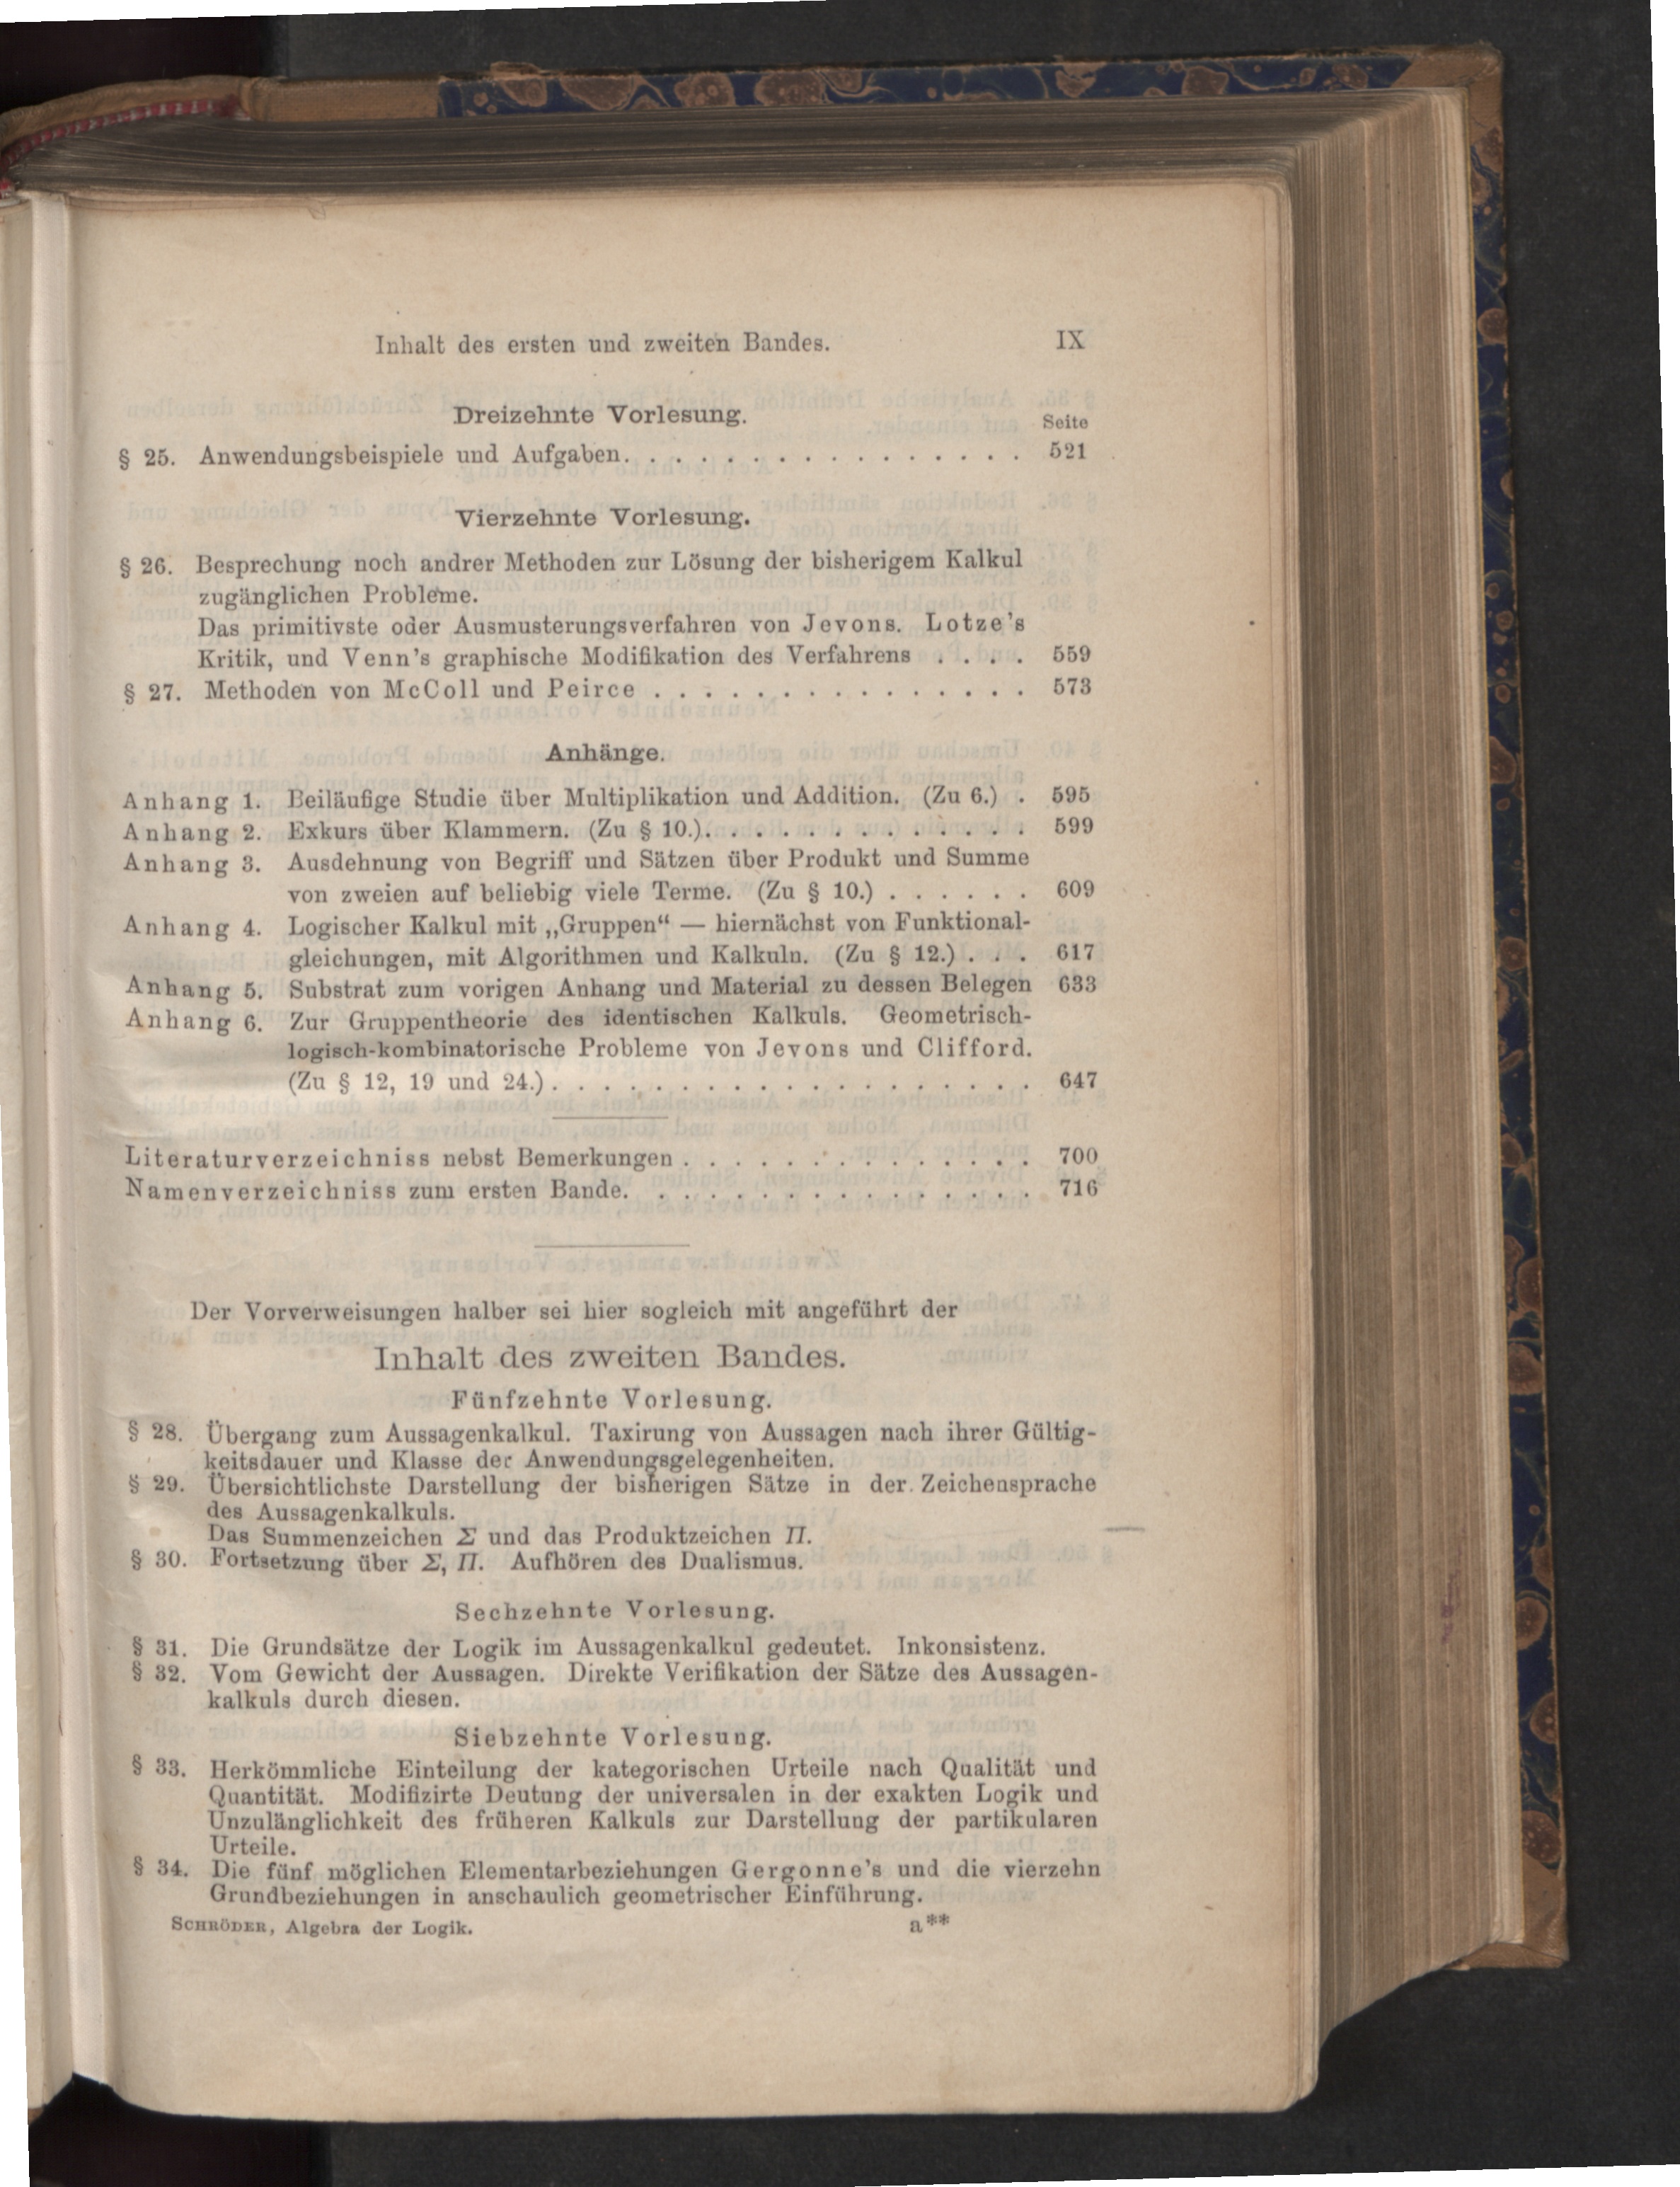 Inhalt des ersten und zweiten Bandes. IX
Dreizehnte Vorlesung.
Seite
§ 25. Anwendungsbeispiele und Aufgaben. . . . . . . . . . . . . . . . . 521
Vierzehnte Vorlesung.
§ 26. Besprechung noch andrer Methoden zur Lösung der bisherigem Kalkul
zugänglichen Probleme.
Das primitivste oder Ausmusterungsverfahren von Jevons. Lotze's
Kritik, und Venn's graphische Modifikation des Verfahrens . . . . 559
§ 27. Methoden von McColl und Peirce . . . . . . . . . . . . . . . 573
Anhänge.
Anhang 1. Beiläufige Studie über Multiplikation und Addition. (Zu 6.) . 595
Anhang 2. Exkurs über Klammern. (Zu § 10.). . . . . . . . . . . . . . 599
Anhang 3. Ausdehnung von Begriff und Sätzen über Produkt und Summe
von zweien auf beliebig viele Terme. (Zu § 10.) . . . . . . 609
Anhang 4. Logischer Kalkul mit „Gruppen“ — hiernächst von Funktional-
gleichungen, mit Algorithmen und Kalkuln. (Zu § 12.) . . . 617
Anhang 5. Substrat zum vorigen Anhang und Material zu dessen Belegen 633
Anhang 6. Zur Gruppentheorie des identischen Kalkuls. Geometrisch-
logisch-kombinatorische Probleme von Jevons und Clifford.
(Zu § 12, 19 und 24.) . . . . . . . . . . . . . . . . . . . 647
Literaturverzeichniss nebst Bemerkungen . . . . . . . . . . . . . . 700
Namenverzeichniss zum ersten Bande. . . . . . . . . . . . . . . . 716
Der Vorverweisungen halber sei hier sogleich mit angeführt der
Inhalt des zweiten Bandes.
Fünfzehnte Vorlesung.
§ 28. Übergang zum Aussagenkalkul. Taxirung von Aussagen nach ihrer Gültig-
keitsdauer und Klasse der Anwendungsgelegenheiten.
§ 29. Übersichtlichste Darstellung der bisherigen Sätze in der Zeichensprache
des Aussagenkalkuls.
Das Summenzeichen Σ und das Produktzeichen Π.
§ 30. Fortsetzung über Σ, Π. Aufhören des Dualismus.
Sechzehnte Vorlesung.
§ 31. Die Grundsätze der Logik im Aussagenkalkul gedeutet. Inkonsistenz.
§ 32. Vom Gewicht der Aussagen. Direkte Verifikation der Sätze des Aussagen-
kalkuls durch diesen.
Siebzehnte Vorlesung.
§ 33. Herkömmliche Einteilung der kategorischen Urteile nach Qualität und
Quantität. Modifizirte Deutung der universalen in der exakten Logik und
Unzulänglichkeit des früheren Kalkuls zur Darstellung der partikularen
Urteile.
§ 34. Die fünf möglichen Elementarbeziehungen Gergonne's und die vierzehn
Grundbeziehungen in anschaulich geometrischer Einführung.
SCHRÖDER, Algebra der Logik. a**